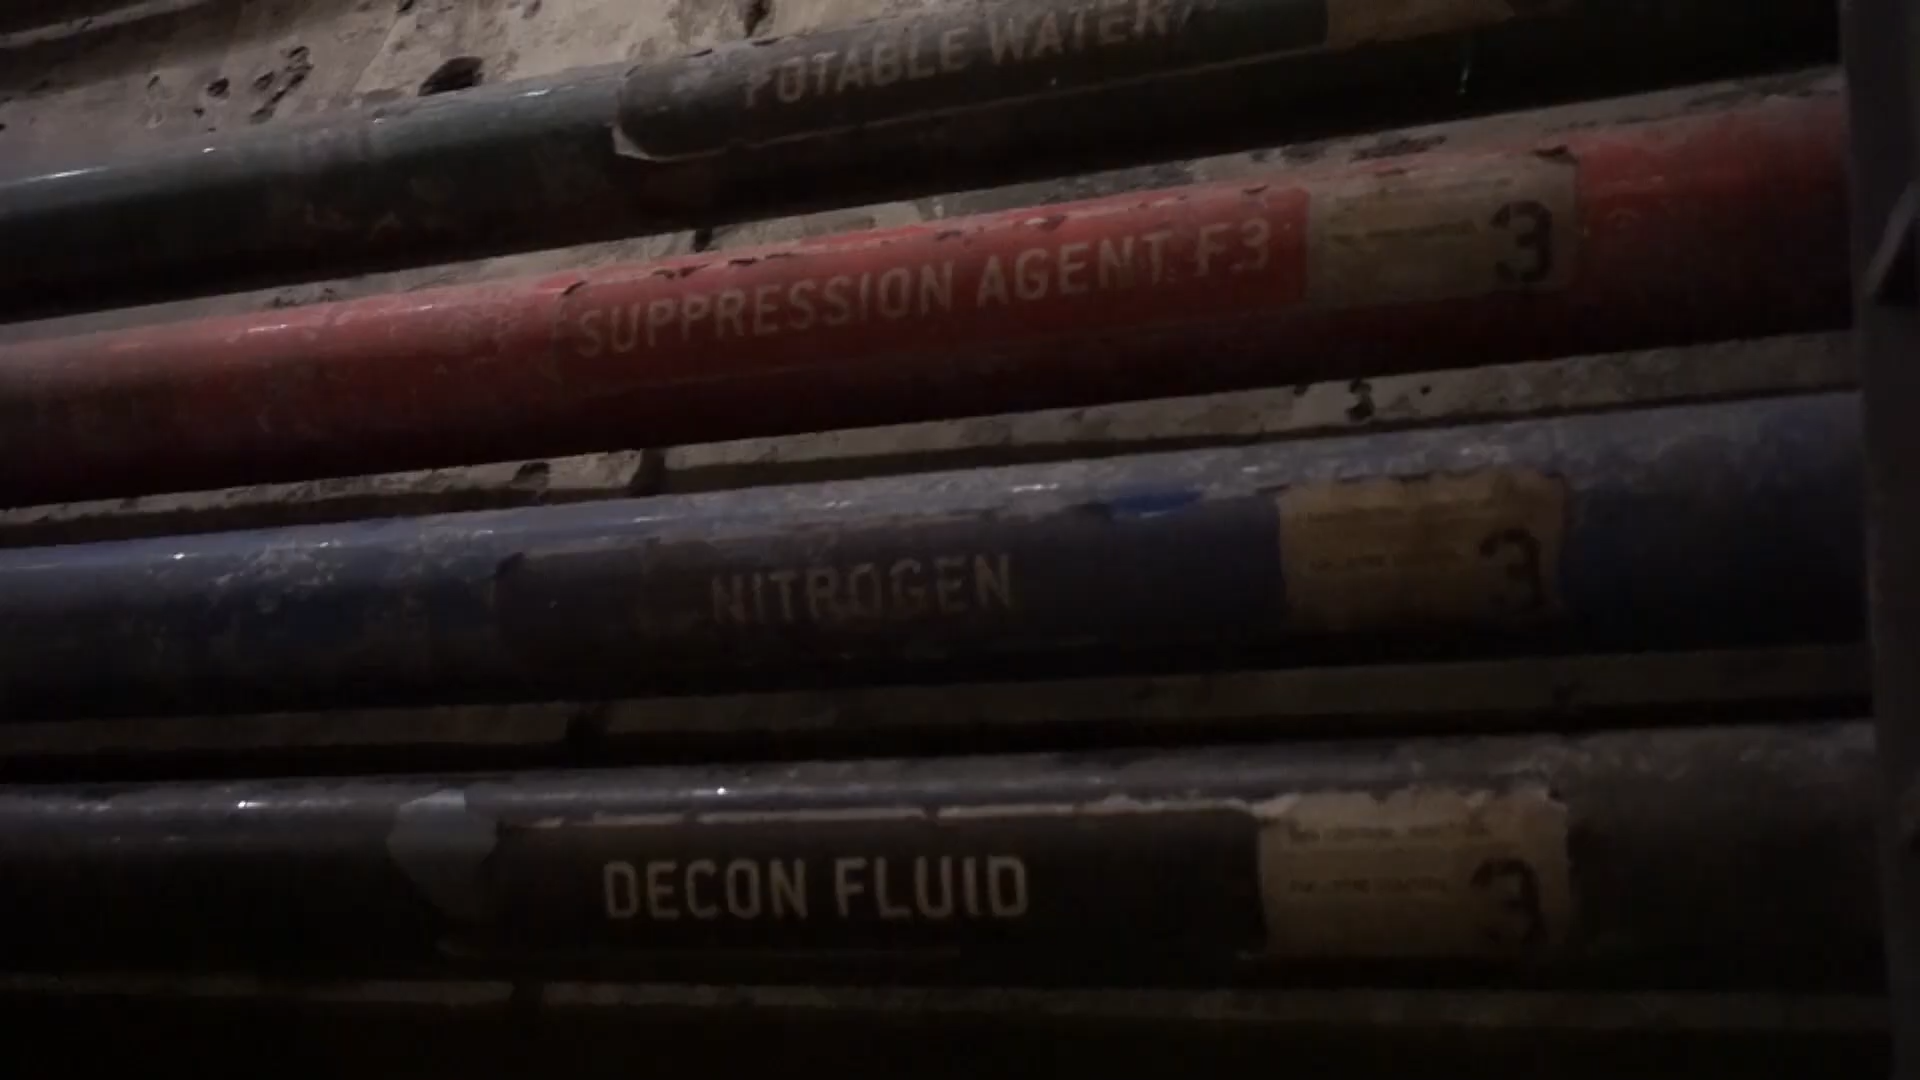 POTABLE WATER
SUPPRESSION AGENT F3
3
NITROGEN
3
DECON FLUID
3